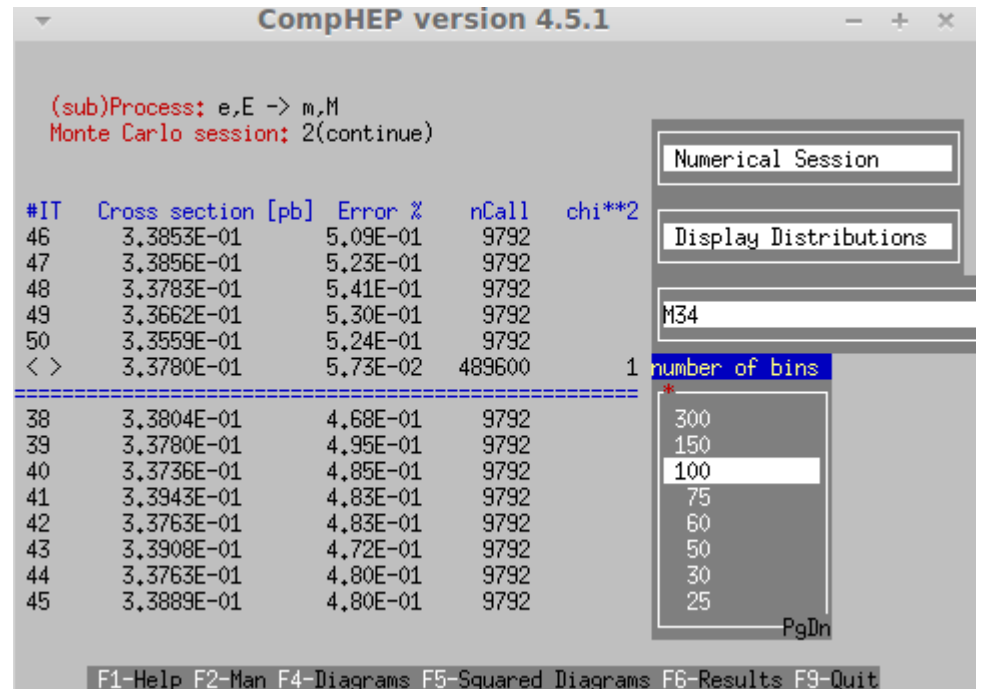 CompHEP version 4.5.1
(sub)Process: e,E -> m,M
Monte Carlo session: 2(continue)
#IT Cross section [pb] Error % nCall chi**2
46 3.3853E-01 5.09E-01 9792
47 3.3856E-01 5.23E-01 9792
48 3.3783E-01 5.41E-01 9792
49 3.3662E-01 5.30E-01 9792
50 3.3559E-01 5.24E-01 9792
< > 3.3780E-01 5.73E-02 489600 1
==========================================
38 3.3804E-01 4.68E-01 9792
39 3.3780E-01 4.95E-01 9792
40 3.3736E-01 4.85E-01 9792
41 3.3943E-01 4.83E-01 9792
42 3.3763E-01 4.83E-01 9792
43 3.3908E-01 4.72E-01 9792
44 3.3763E-01 4.80E-01 9792
45 3.3889E-01 4.80E-01 9792
Numerical Session
Display Distributions
M34
number of bins
*
300
150
100
75
60
50
30
25
PgDn
F1-Help F2-Man F4-Diagrams F5-Squared Diagrams F6-Results F9-Quit